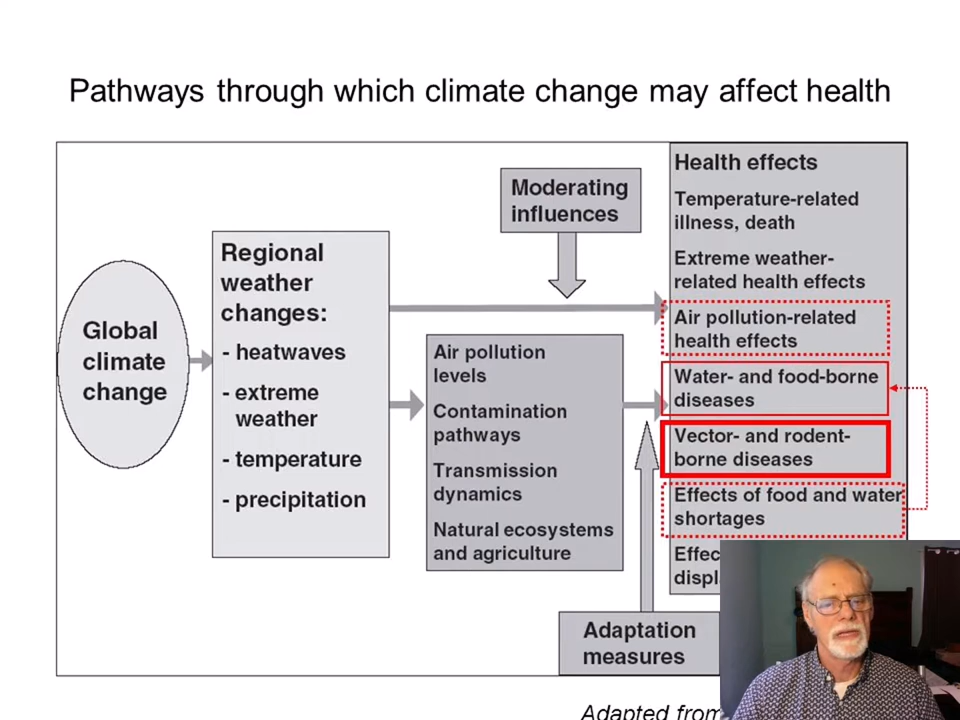 Pathways through which climate change may affect health
Global
climate
change
Regional
weather
changes:
- heatwaves
- extreme
weather
- temperature
- precipitation
Moderating
influences
Air pollution
levels
Contamination
pathways
Transmission
dynamics
Natural ecosystems
and agriculture
Adaptation
measures
Health effects
Temperature-related
illness, death
Extreme weather-
related health effects
Air pollution-related
health effects
Water- and food-borne
diseases
Vector- and rodent-
borne diseases
Effects of food and water
shortages
Adapted from